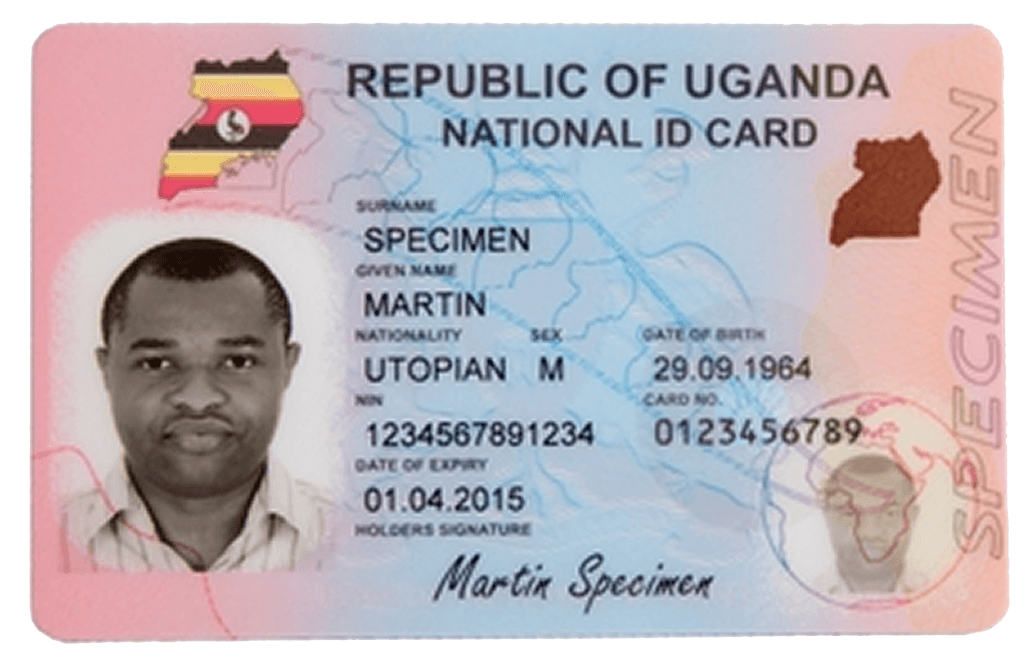 REPUBLIC OF UGANDA
NATIONAL ID CARD
SURNAME
SPECIMEN
GIVEN NAME
MARTIN
NATIONALITY SEX DATE OF BIRTH
UTOPIAN M 29.09.1964
NIN CARD NO.
1234567891234 0123456789
DATE OF EXPIRY
01.04.2015
HOLDERS SIGNATURE
Martin Specimen
SPECIMEN